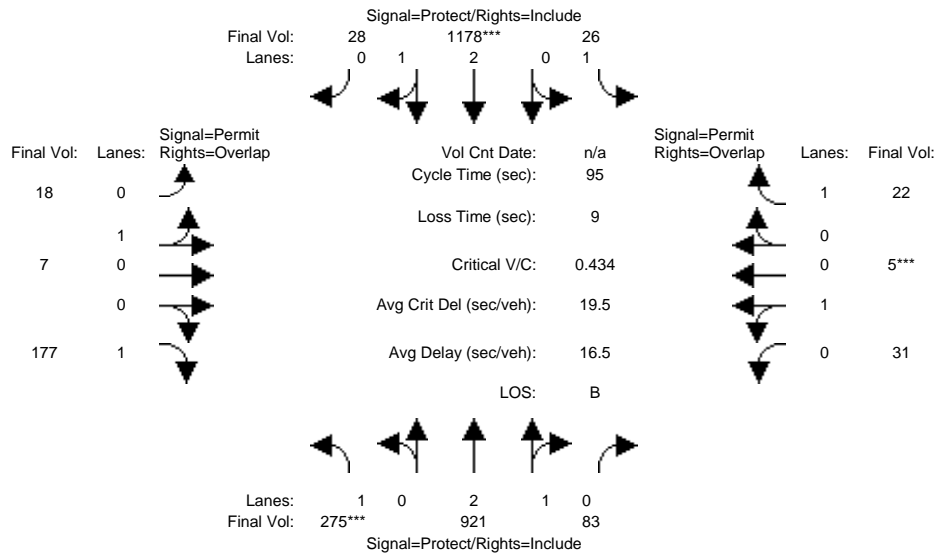 Signal=Protect/Rights=Include
Final Vol: 28 1178*** 26
Lanes: 0 1 2 0 1
Signal=Permit Signal=Permit
Final Vol: Lanes: Rights=Overlap Vol Cnt Date: n/a Rights=Overlap Lanes: Final Vol:
Cycle Time (sec): 95
18 0 1 22
Loss Time (sec): 9
1 0
7 0 Critical V/C: 0.434 0 5***
0 Avg Crit Del (sec/veh): 19.5 1
177 1 Avg Delay (sec/veh): 16.5 0 31
LOS: B
Lanes: 1 0 2 1 0
Final Vol: 275*** 921 83
Signal=Protect/Rights=Include